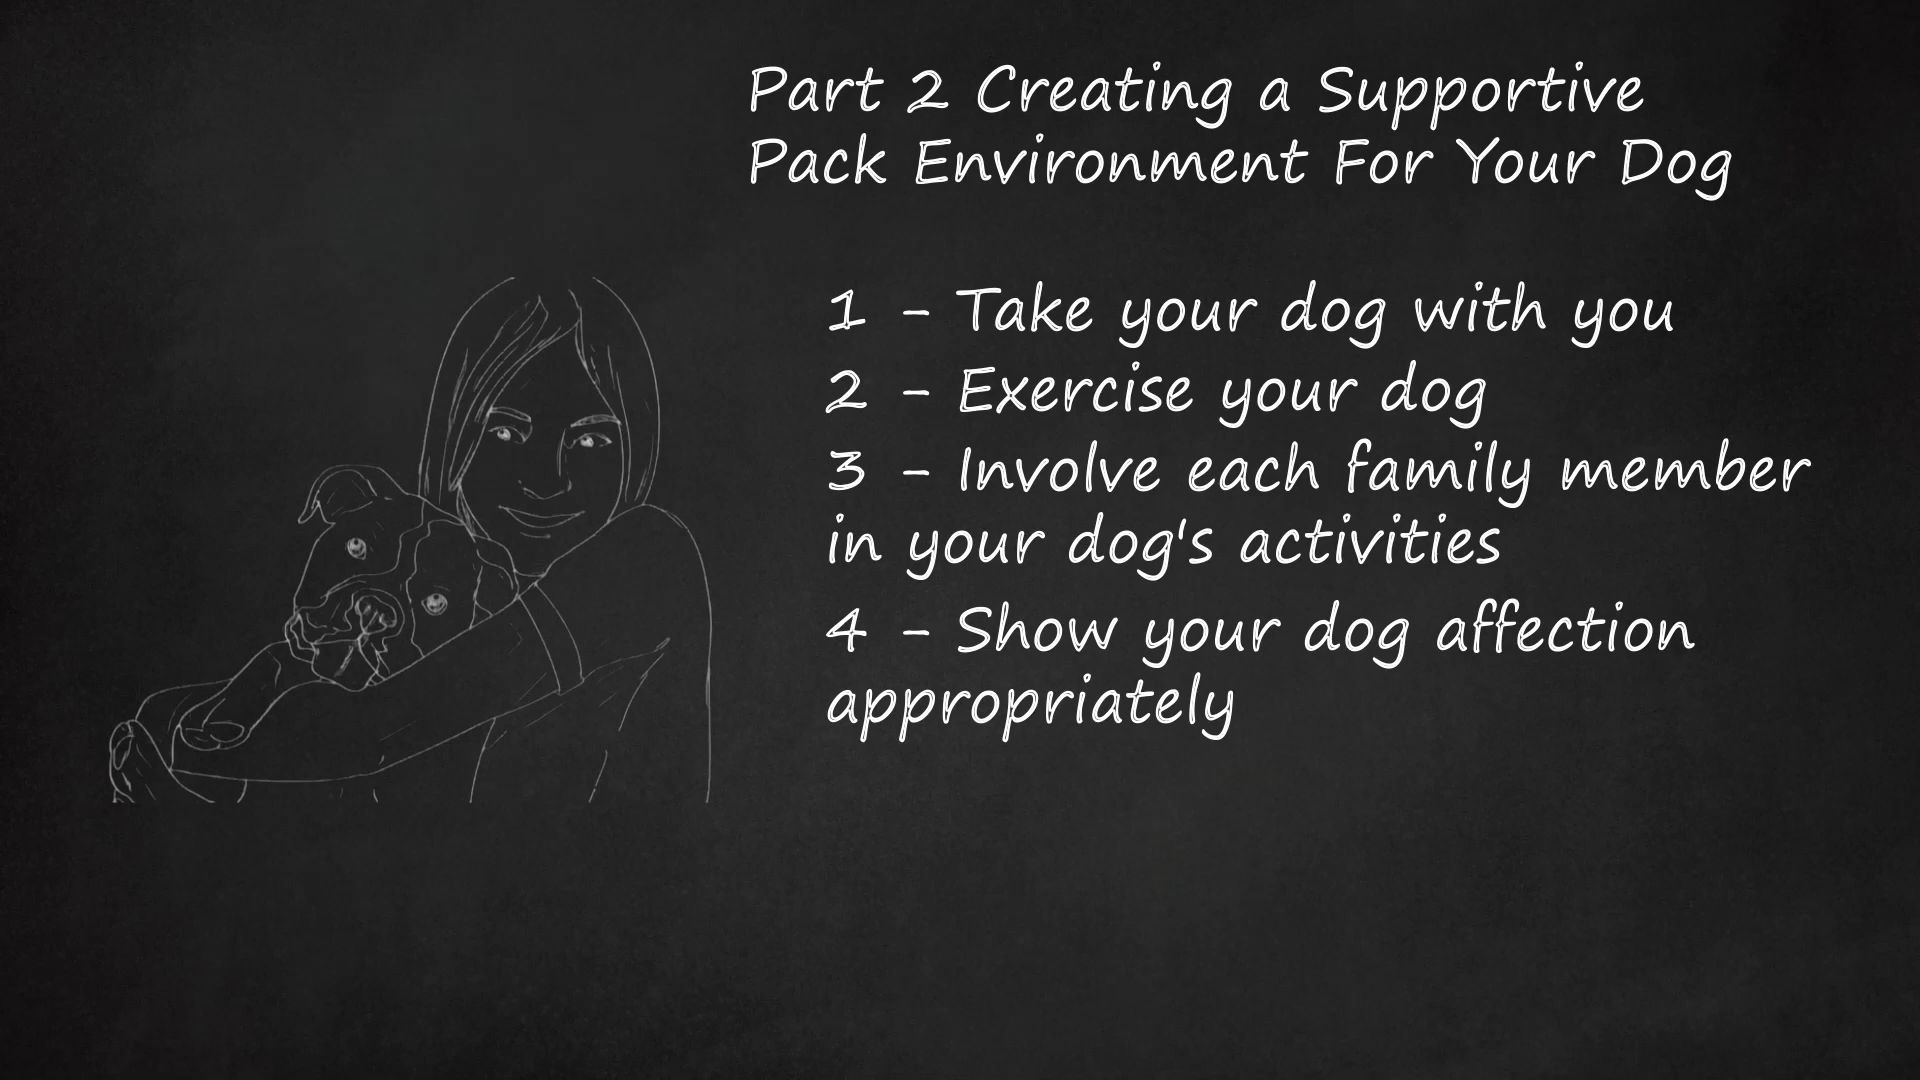 Part 2 Creating a Supportive
Pack Environment For Your Dog
1 - Take your dog with you
2 - Exercise your dog
3 - Involve each family member
in your dog's activities
4 - Show your dog affection
appropriately